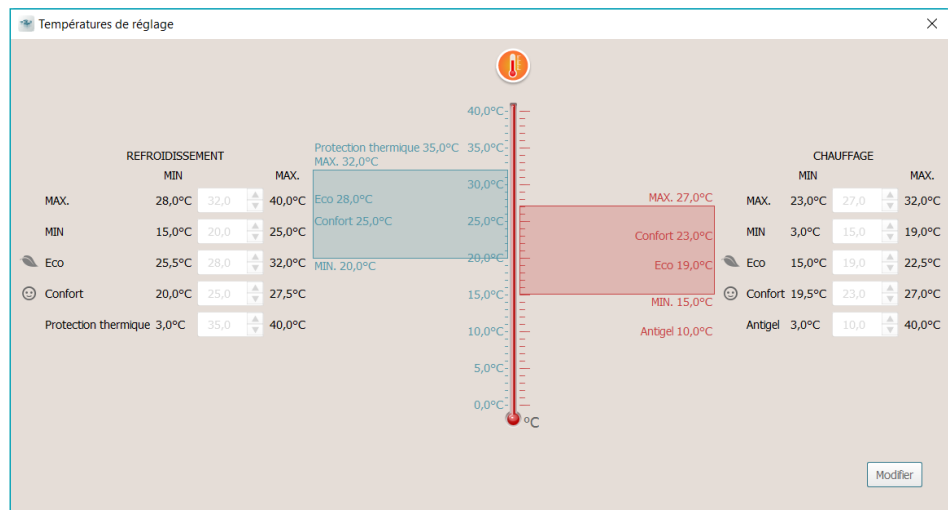 Températures de réglage
REFROIDISSEMENT
MIN MAX.
MAX. 28,0°C 32,0 40,0°C
MIN 15,0°C 20,0 25,0°C
Eco 25,5°C 28,0 32,0°C
Confort 20,0°C 25,0 27,5°C
Protection thermique 3,0°C 35,0 40,0°C
Protection thermique 35,0°C
MAX. 32,0°C
Eco 28,0°C
Confort 25,0°C
MIN. 20,0°C
40,0°C
35,0°C
30,0°C
25,0°C
20,0°C
15,0°C
10,0°C
5,0°C
0,0°C
°C
MAX. 27,0°C
Confort 23,0°C
Eco 19,0°C
MIN. 15,0°C
Antigel 10,0°C
CHAUFFAGE
MIN MAX.
MAX. 23,0°C 27,0 32,0°C
MIN 3,0°C 15,0 19,0°C
Eco 15,0°C 19,0 22,5°C
Confort 19,5°C 23,0 27,0°C
Antigel 3,0°C 10,0 40,0°C
Modifier